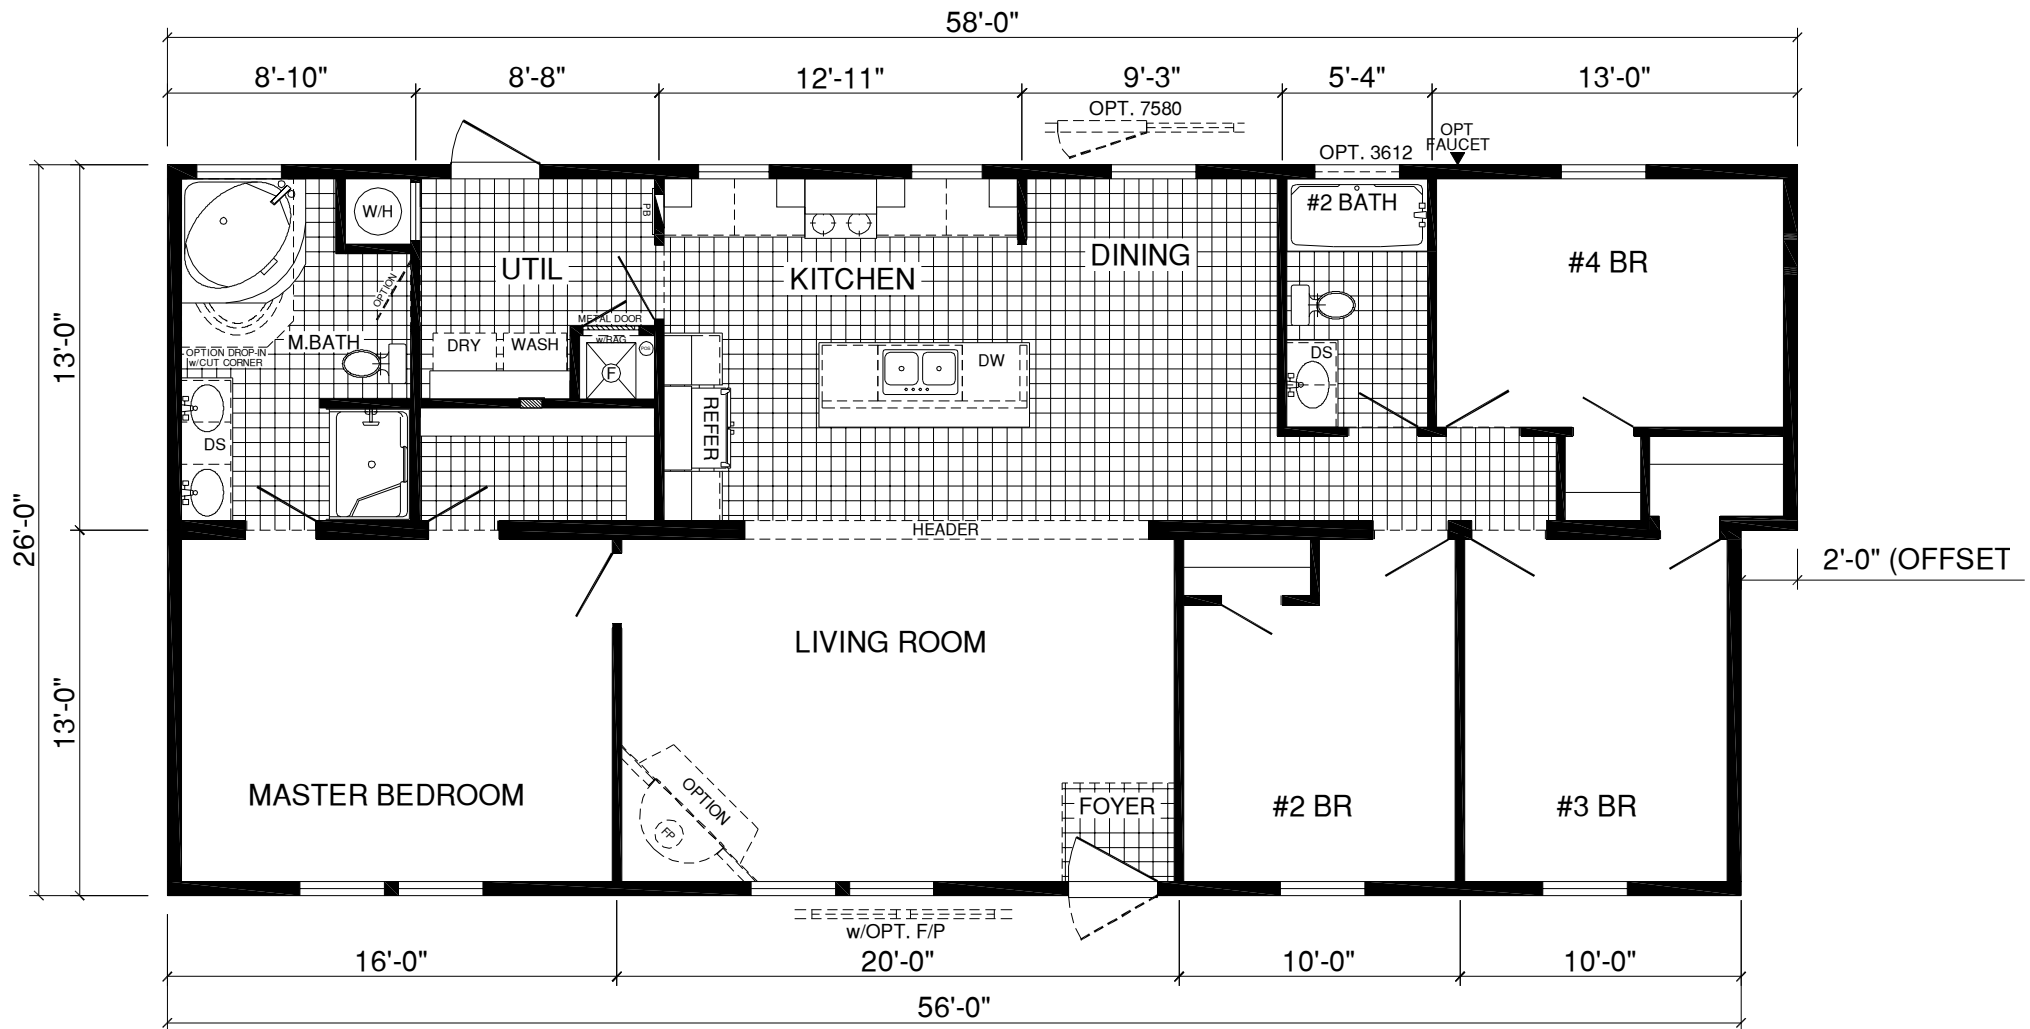 58'-0"
8'-10"
8'-8"
12'-11"
9'-3"
5'-4"
13'-0"
OPT. 7580
OPT
FAUCET
OPT. 3612
W/H
PB
#2 BATH
UTIL
KITCHEN
DINING
#4 BR
OPTION
METAL DOOR
w/RAG
M.BATH
DRY
WASH
OPTION DROP-IN
w/CUT CORNER
F
DW
DS
REFER
DS
13'-0"
26'-0"
HEADER
2'-0" (OFFSET
LIVING ROOM
13'-0"
MASTER BEDROOM
OPTION
FP
FOYER
#2 BR
#3 BR
w/OPT. F/P
16'-0"
20'-0"
10'-0"
10'-0"
56'-0"